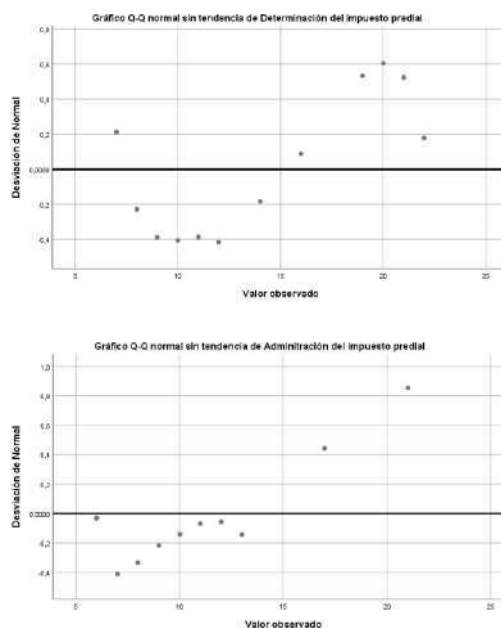 Gráfico Q-Q normal sin tendencia de Determinación del impuesto predial
0,8
0,6
0,4
0,2
0,0000
-0,2
-0,4
Desviación de Normal
5 10 15 20 25
Valor observado
Gráfico Q-Q normal sin tendencia de Adminitración del impuesto predial
1,0
0,8
0,6
0,4
0,2
0,0000
-0,2
-0,4
Desviación de Normal
5 10 15 20 25
Valor observado